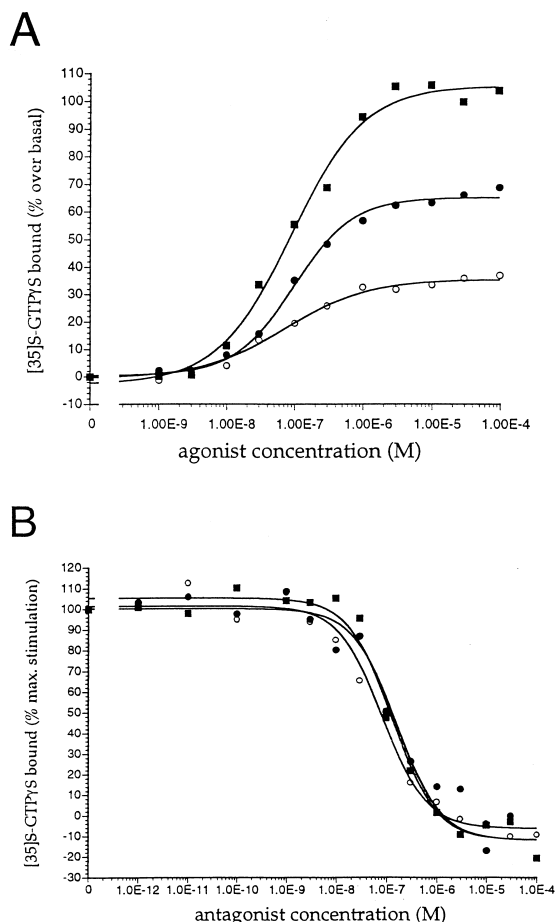 A
[35]S-GTPγS bound (% over basal)
110
100
90
80
70
60
50
40
30
20
10
0
-10
0
1.00E-9
1.00E-8
1.00E-7
1.00E-6
1.00E-5
1.00E-4
agonist concentration (M)
B
[35]S-GTPγS bound (% max. stimulation)
120
110
100
90
80
70
60
50
40
30
20
10
0
-10
-20
-30
0
1.0E-12
1.0E-11
1.0E-10
1.0E-9
1.0E-8
1.0E-7
1.0E-6
1.0E-5
1.0E-4
antagonist concentration (M)